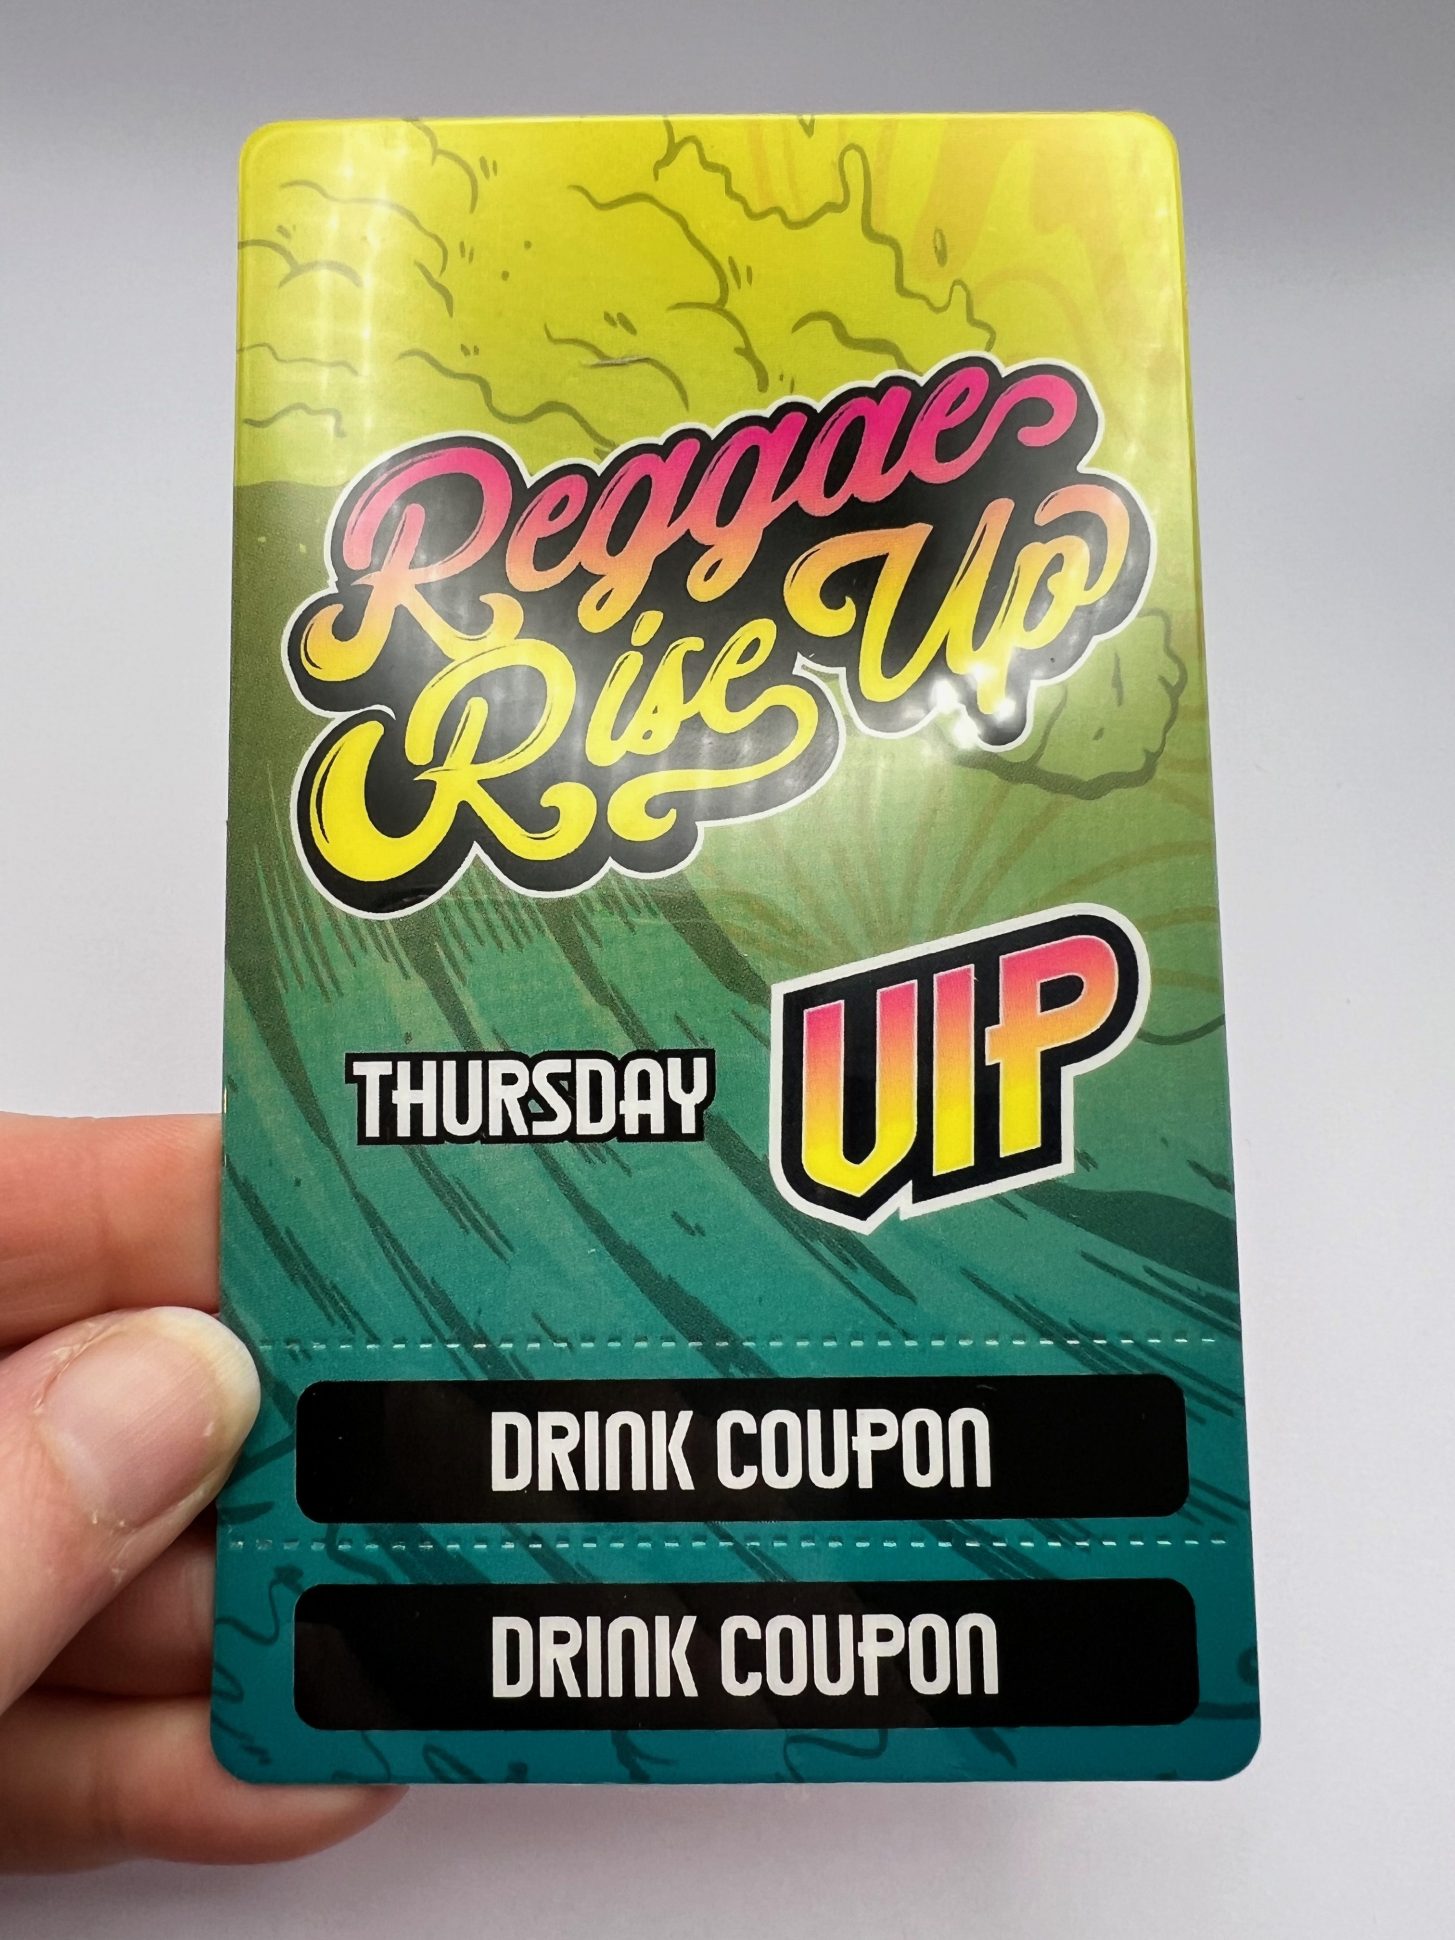 Reggae
Rise Up
THURSDAY
VIP
DRINK COUPON
DRINK COUPON